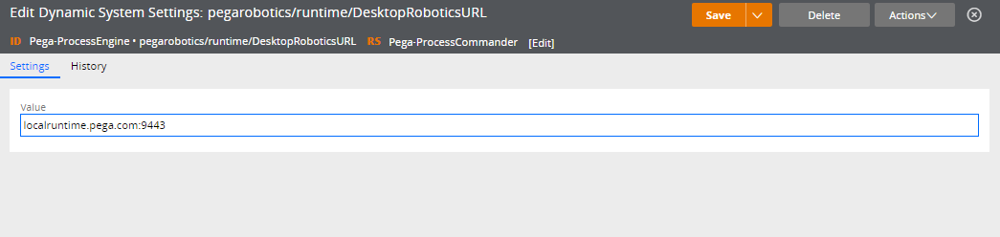 Edit Dynamic System Settings: pegarobotics/runtime/DesktopRoboticsURL
Save
Delete
Actions
ID Pega-ProcessEngine • pegarobotics/runtime/DesktopRoboticsURL RS Pega-ProcessCommander [Edit]
Settings History
Value
localruntime.pega.com:9443